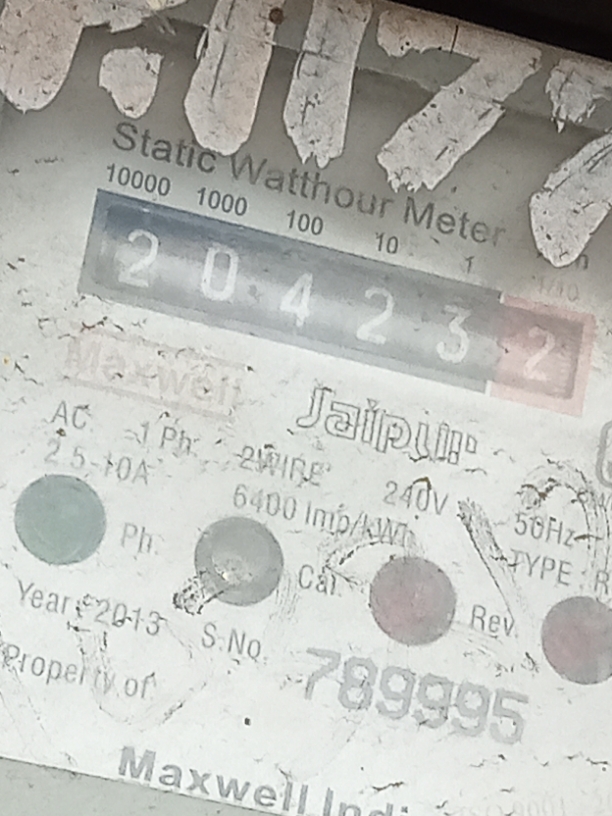 Static Watthour Meter
10000 1000 100 10 1 1/10
2 0 4 2 3 2
Maxwell
Jaipur
AC 1 Ph. 2WIRE 240V 50Hz
2.5-10A 6400 Imp/kWh TYPE
Ph. Cal. Rev.
Year: 2013 S.No. 789995
Property of
Maxwell